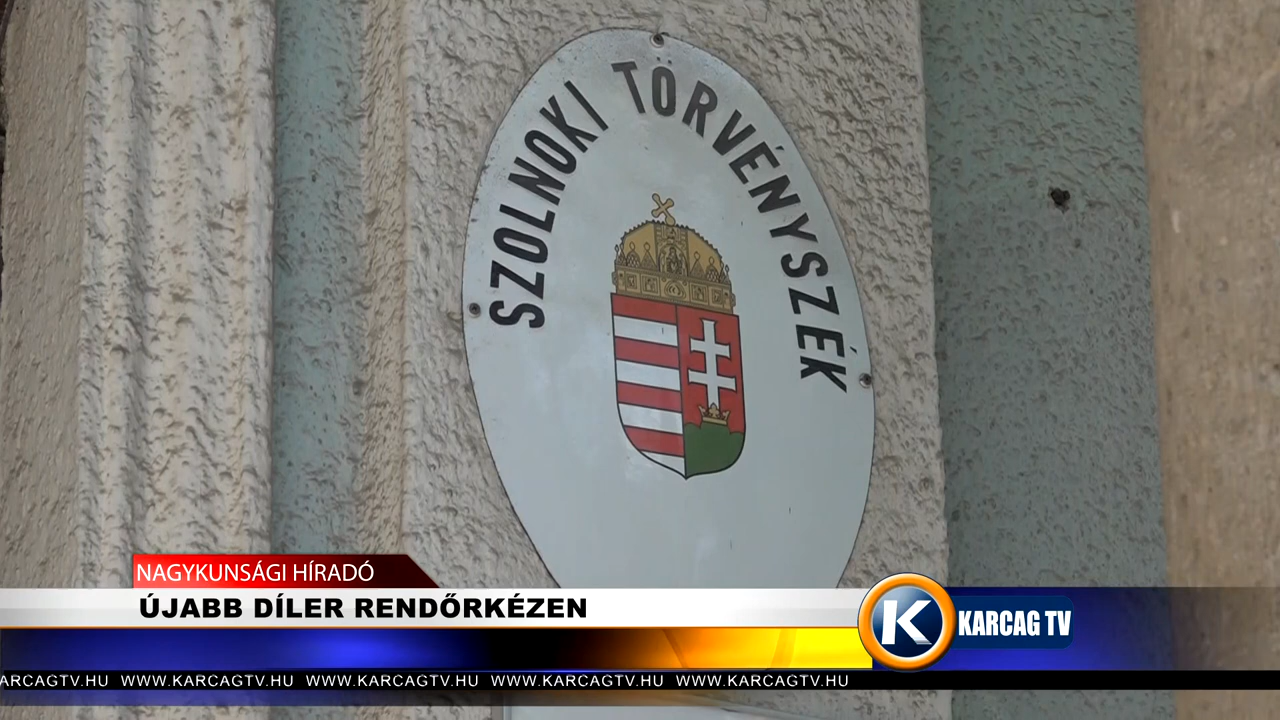 SZOLNOKI TÖRVÉNYSZÉK
NAGYKUNSÁGI HÍRADÓ
ÚJABB DÍLER RENDŐRKÉZEN
K KARCAG TV
KARCAGTV.HU WWW.KARCAGTV.HU WWW.KARCAGTV.HU WWW.KARCAGTV.HU WWW.KARCAGTV.HU